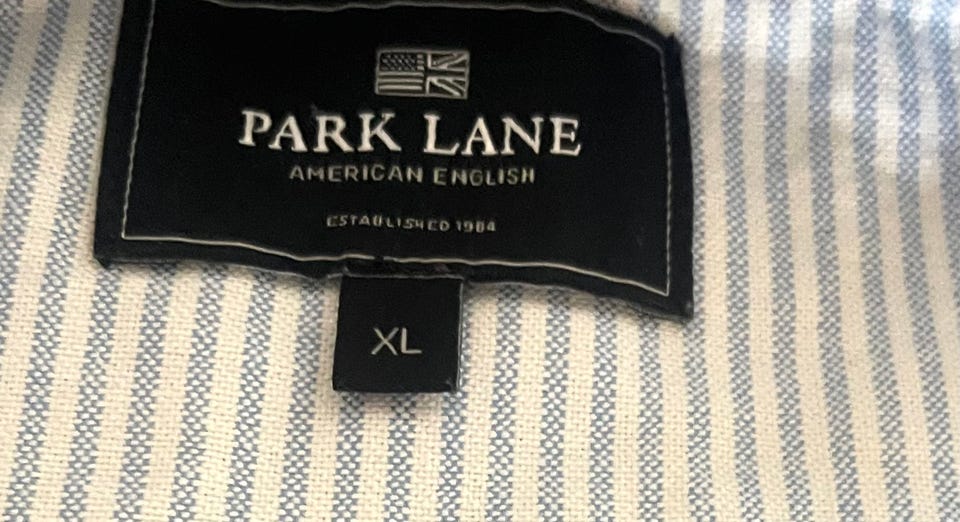 PARK LANE
AMERICAN ENGLISH
ESTABLISHED 1984
XL